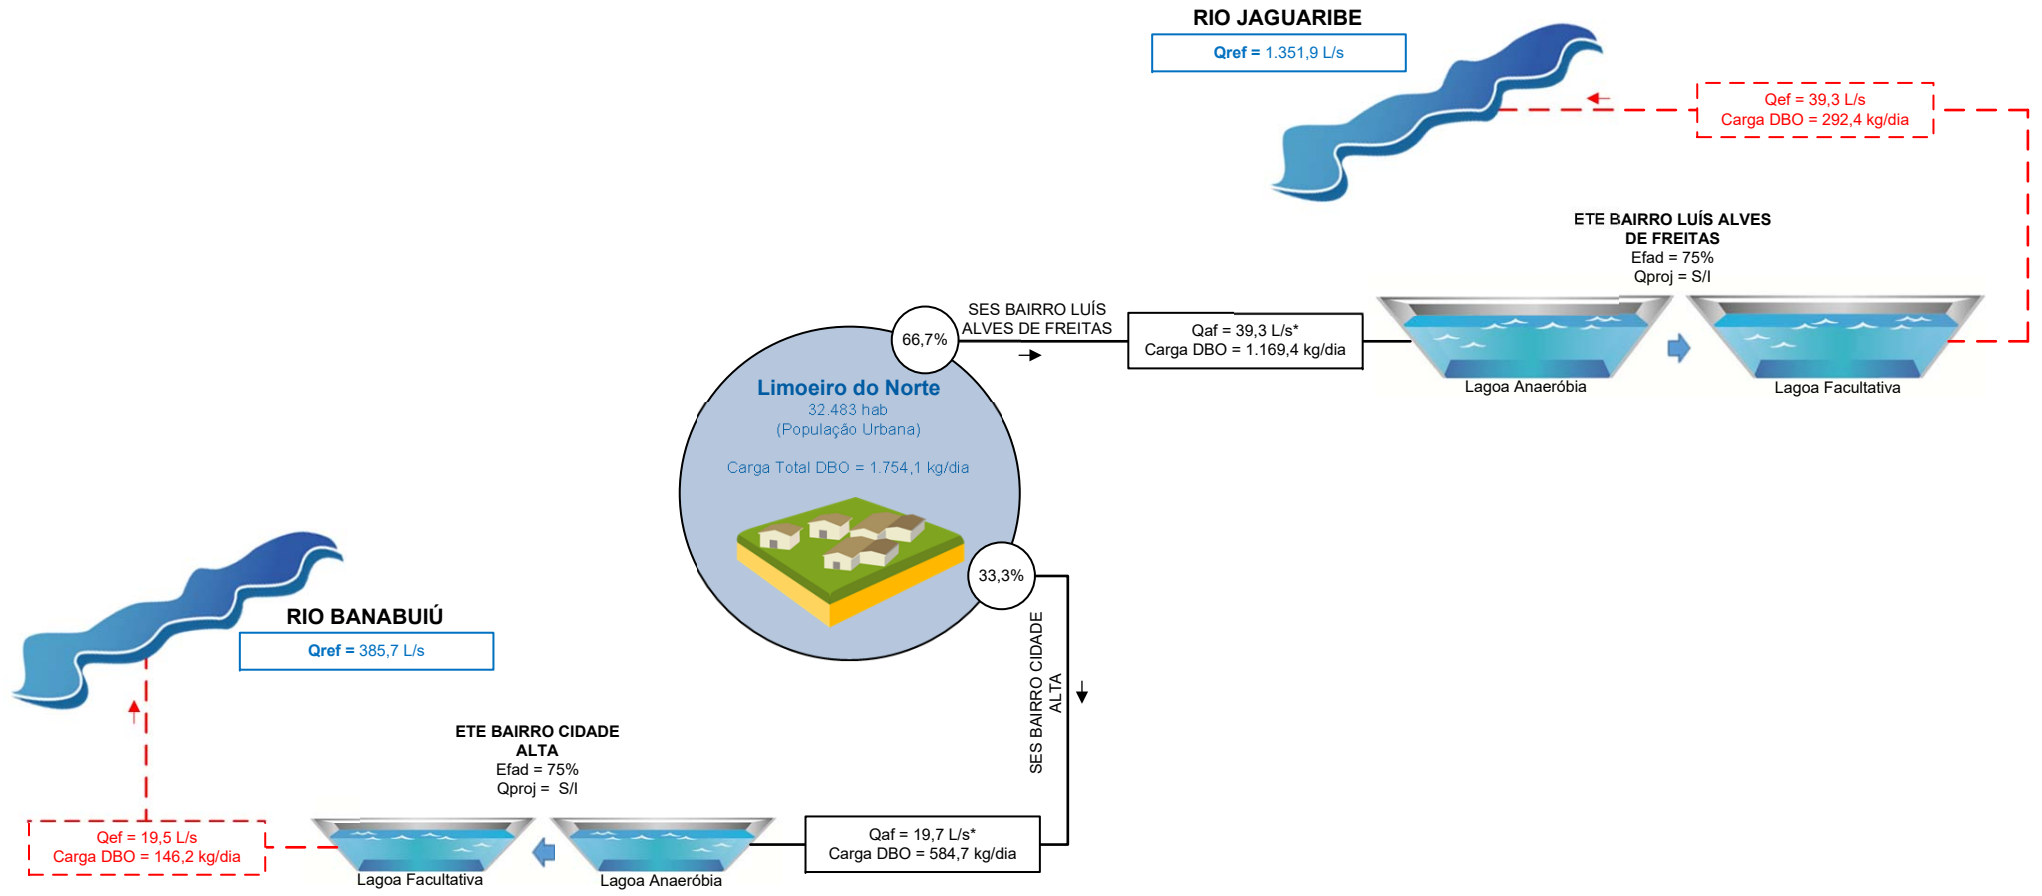 RIO JAGUARIBE
Qref = 1.351,9 L/s
Qef = 39,3 L/s
Carga DBO = 292,4 kg/dia
ETE BAIRRO LUÍS ALVES
DE FREITAS
Efad = 75%
Qproj = S/I
66,7%
SES BAIRRO LUÍS
ALVES DE FREITAS
Qaf = 39,3 L/s*
Carga DBO = 1.169,4 kg/dia
Lagoa Anaeróbia
Lagoa Facultativa
Limoeiro do Norte
32.483 hab
(População Urbana)
Carga Total DBO = 1.754,1 kg/dia
33,3%
SES BAIRRO CIDADE
ALTA
RIO BANABUIÚ
Qref = 385,7 L/s
ETE BAIRRO CIDADE
ALTA
Efad = 75%
Qproj = S/I
Qef = 19,5 L/s
Carga DBO = 146,2 kg/dia
Qaf = 19,7 L/s*
Carga DBO = 584,7 kg/dia
Lagoa Facultativa
Lagoa Anaeróbia